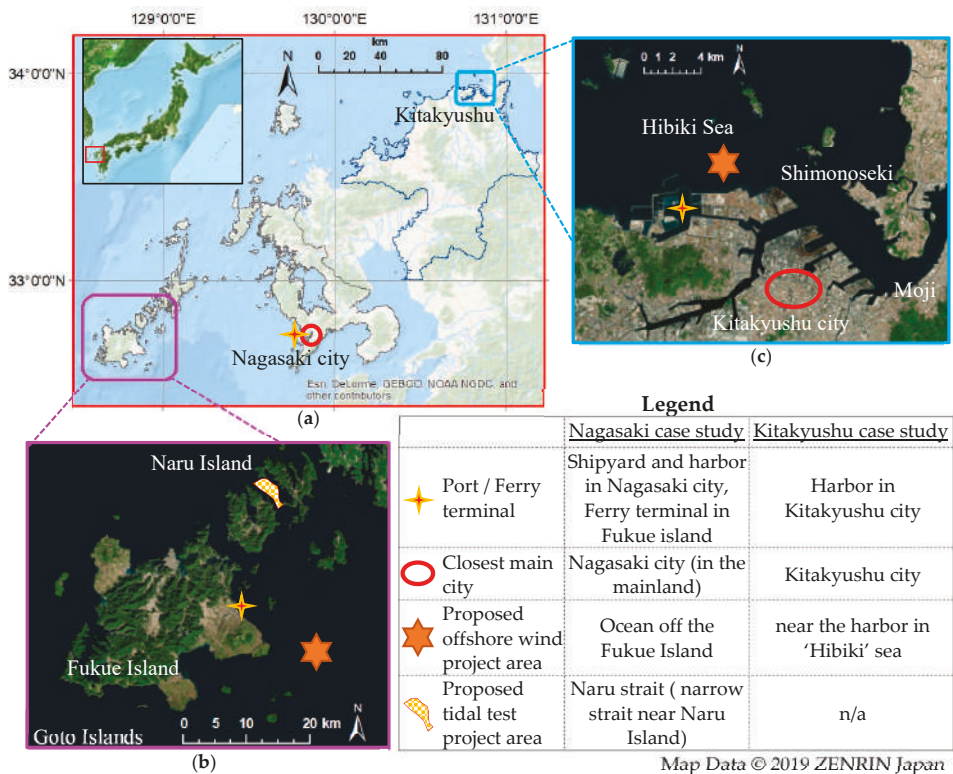 129°0'0"E
130°0'0"E
131°0'0"E
km
0 20 40 80
N
34°0'0"N
33°0'0"N
Kitakyushu
Nagasaki city
Esri, DeLorme, GEBCO, NOAA NGDC, and
other contributors
(a)
0 1 2 4 km
N
Hibiki Sea
Shimonoseki
Moji
Kitakyushu city
(c)
Naru Island
Fukue Island
0 5 10 20 km
N
Goto Islands
(b)
Legend
Nagasaki case study Kitakyushu case study
Port / Ferry
terminal
Shipyard and harbor
in Nagasaki city,
Ferry terminal in
Fukue island
Harbor in
Kitakyushu city
Closest main
city
Nagasaki city (in the
mainland)
Kitakyushu city
Proposed
offshore wind
project area
Ocean off the
Fukue Island
near the harbor in
‘Hibiki’ sea
Proposed
tidal test
project area
Naru strait ( narrow
strait near Naru
Island)
n/a
Map Data © 2019 ZENRIN Japan